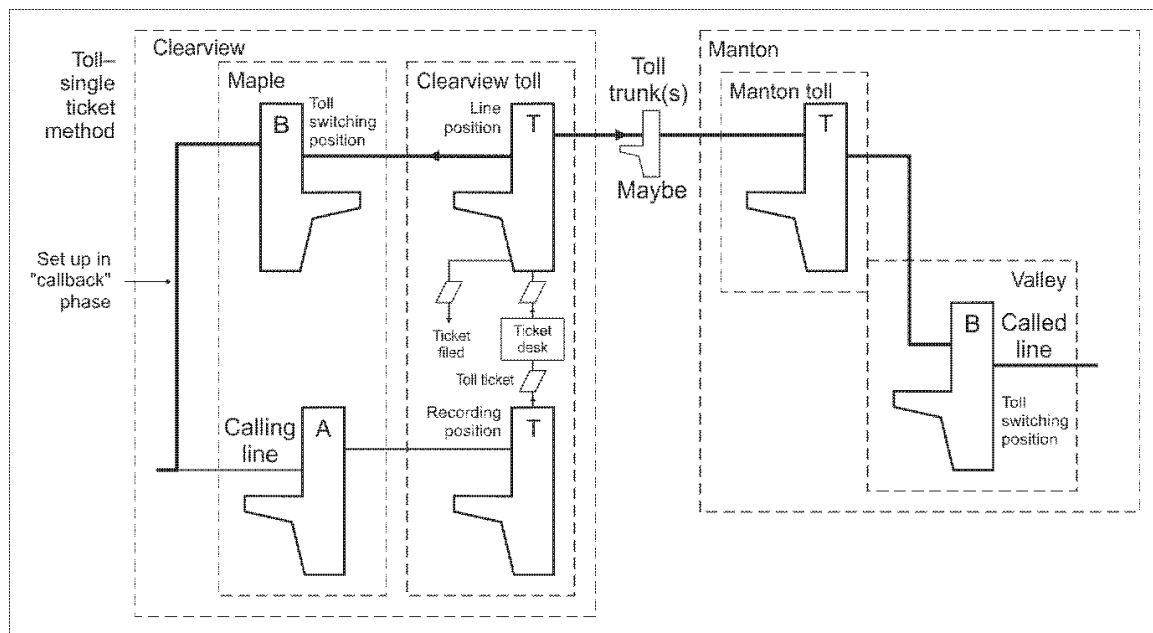 Toll–
single
ticket
method
Clearview
Maple
B
Toll
switching
position
Clearview toll
Line
position
T
Toll
trunk(s)
Maybe
Manton
Manton toll
T
Set up in
"callback"
phase
Ticket
filed
Ticket
desk
Toll ticket
Valley
B
Called
line
Toll
switching
position
Calling
line
A
Recording
position
T